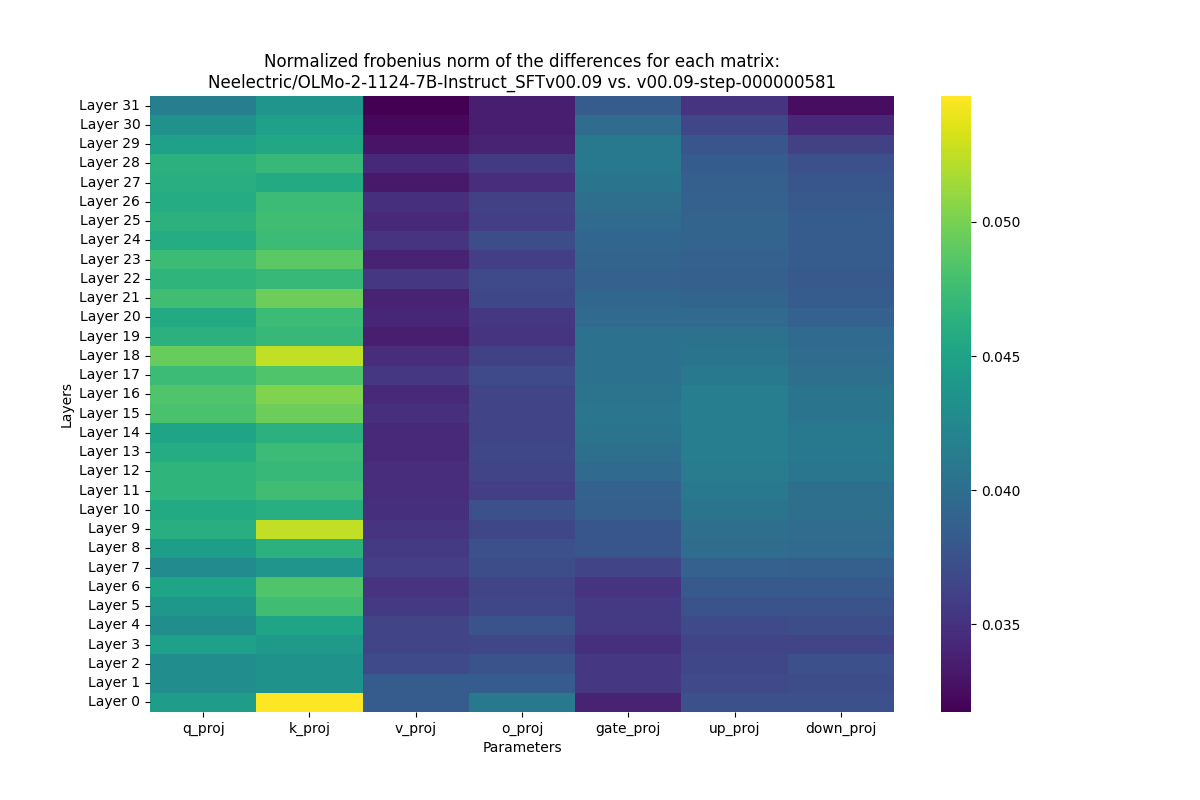 Normalized frobenius norm of the differences for each matrix:
Neelectric/OLMo-2-1124-7B-Instruct_SFTv00.09 vs. v00.09-step-000000581
Layers
Layer 31
Layer 30
Layer 29
Layer 28
Layer 27
Layer 26
Layer 25
Layer 24
Layer 23
Layer 22
Layer 21
Layer 20
Layer 19
Layer 18
Layer 17
Layer 16
Layer 15
Layer 14
Layer 13
Layer 12
Layer 11
Layer 10
Layer 9
Layer 8
Layer 7
Layer 6
Layer 5
Layer 4
Layer 3
Layer 2
Layer 1
Layer 0
q_proj k_proj v_proj o_proj gate_proj up_proj down_proj
Parameters
0.050
0.045
0.040
0.035